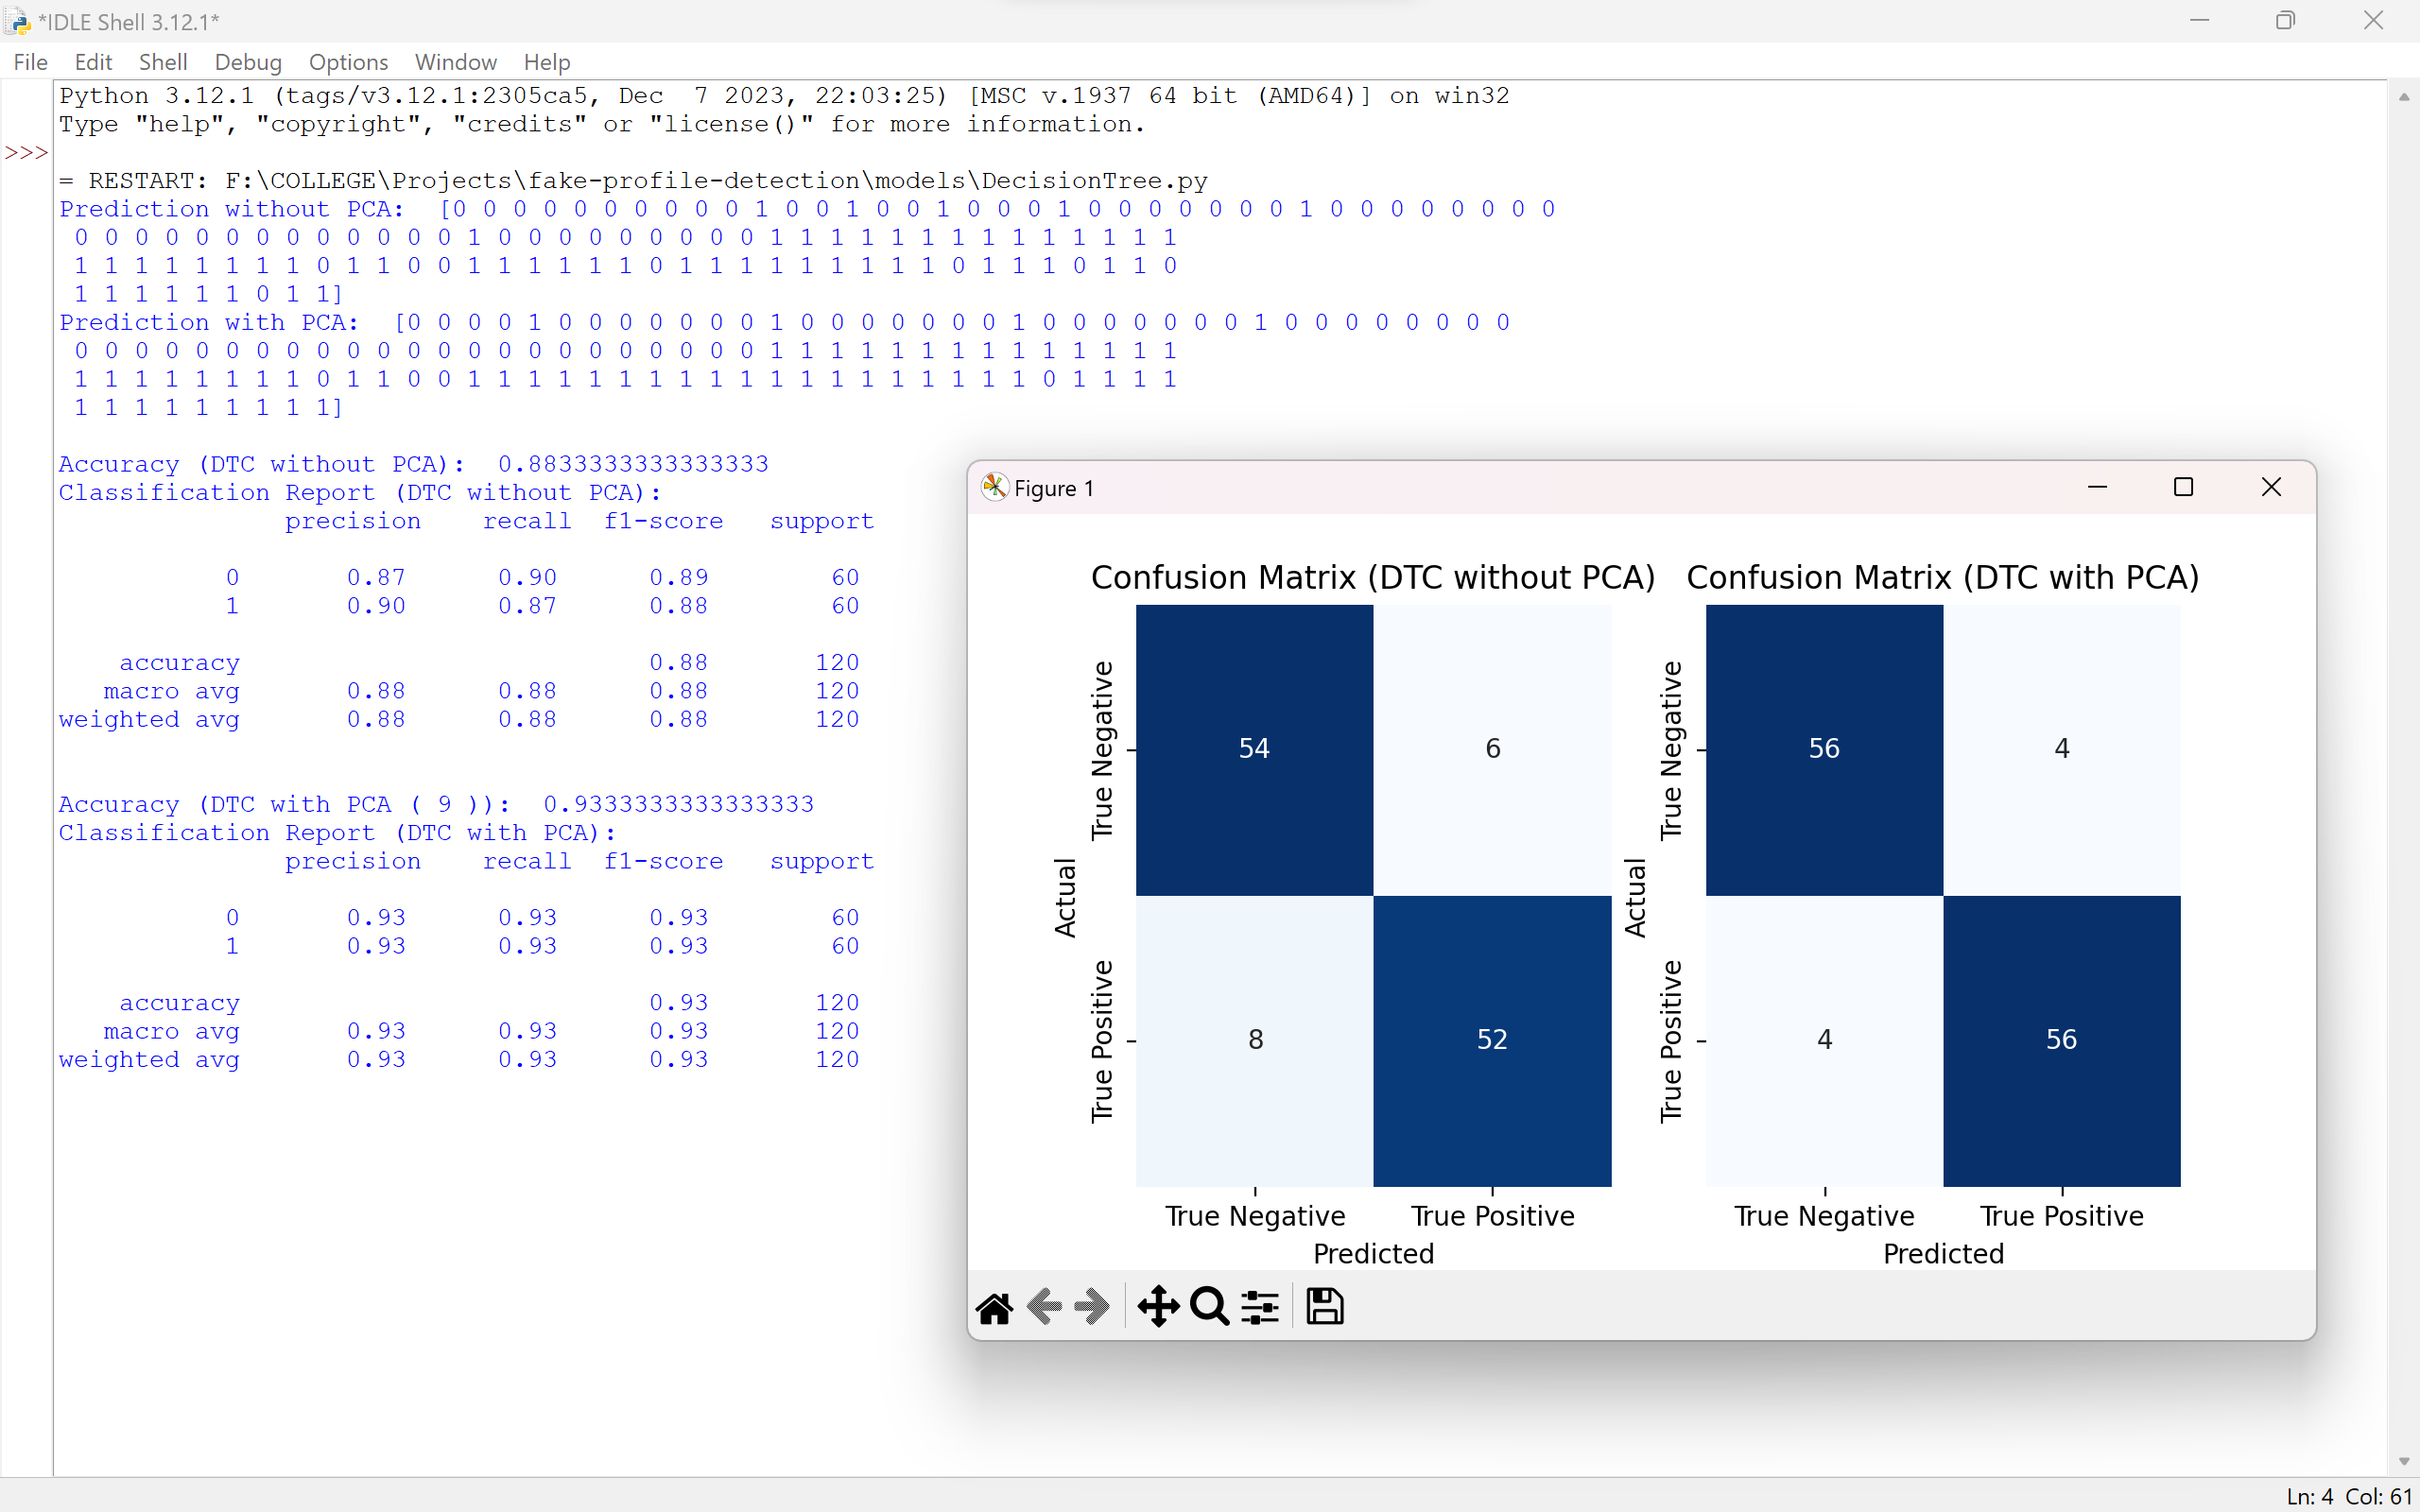 *IDLE Shell 3.12.1*
File Edit Shell Debug Options Window Help
Python 3.12.1 (tags/v3.12.1:2305ca5, Dec  7 2023, 22:03:25) [MSC v.1937 64 bit (AMD64)] on win32
Type "help", "copyright", "credits" or "license()" for more information.
>>>
= RESTART: F:\COLLEGE\Projects\fake-profile-detection\models\DecisionTree.py
Prediction without PCA:  [0 0 0 0 0 0 0 0 0 0 1 0 0 1 0 0 1 0 0 0 1 0 0 0 0 0 0 0 1 0 0 0 0 0 0 0 0
0 0 0 0 0 0 0 0 0 0 0 0 0 1 0 0 0 0 0 0 0 0 0 1 1 1 1 1 1 1 1 1 1 1 1 1 1
1 1 1 1 1 1 1 1 0 1 1 0 0 1 1 1 1 1 1 0 1 1 1 1 1 1 1 1 1 0 1 1 1 0 1 1 0
1 1 1 1 1 1 0 1 1]
Prediction with PCA:  [0 0 0 0 1 0 0 0 0 0 0 0 1 0 0 0 0 0 0 0 1 0 0 0 0 0 0 0 1 0 0 0 0 0 0 0 0
0 0 0 0 0 0 0 0 0 0 0 0 0 0 0 0 0 0 0 0 0 0 0 1 1 1 1 1 1 1 1 1 1 1 1 1 1
1 1 1 1 1 1 1 1 0 1 1 0 0 1 1 1 1 1 1 1 1 1 1 1 1 1 1 1 1 1 1 1 0 1 1 1 1
1 1 1 1 1 1 1 1 1]
Accuracy (DTC without PCA):  0.8833333333333333
Classification Report (DTC without PCA):
precision recall f1-score support
0 0.87 0.90 0.89 60
1 0.90 0.87 0.88 60
accuracy 0.88 120
macro avg 0.88 0.88 0.88 120
weighted avg 0.88 0.88 0.88 120
Accuracy (DTC with PCA ( 9 )):  0.9333333333333333
Classification Report (DTC with PCA):
precision recall f1-score support
0 0.93 0.93 0.93 60
1 0.93 0.93 0.93 60
accuracy 0.93 120
macro avg 0.93 0.93 0.93 120
weighted avg 0.93 0.93 0.93 120
Figure 1
Confusion Matrix (DTC without PCA)
Actual
True Negative
True Positive
54 6
8 52
True Negative True Positive
Predicted
Confusion Matrix (DTC with PCA)
Actual
True Negative
True Positive
56 4
4 56
True Negative True Positive
Predicted
Ln: 4 Col: 61